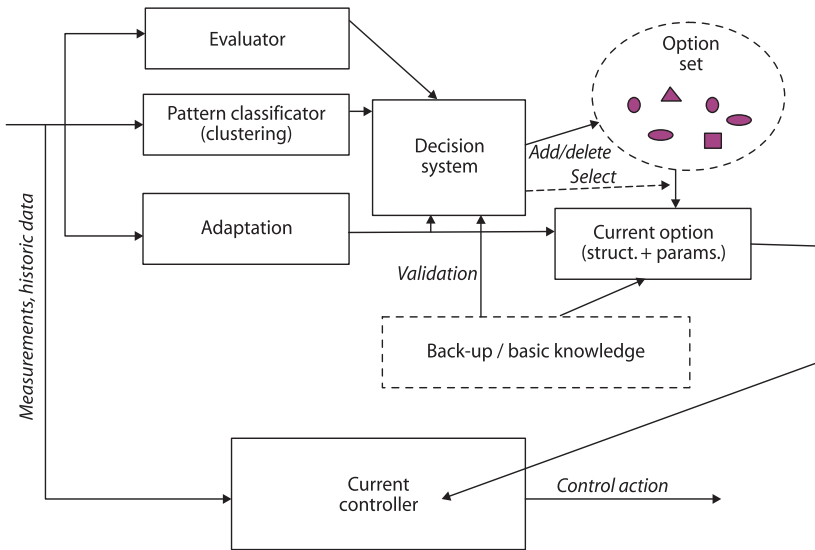 Evaluator
Option
set
Pattern classificator
(clustering)
Decision
system
Add/delete
Select
Adaptation
Current option
(struct. + params.)
Validation
Measurements, historic data
Back-up / basic knowledge
Current
controller
Control action